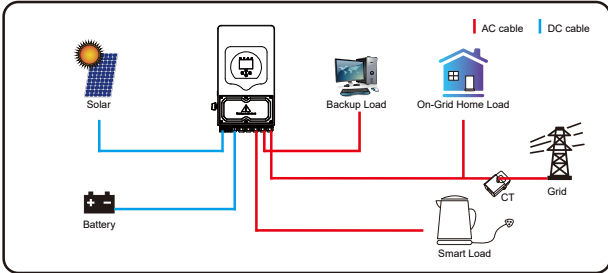 AC cable
DC cable
Solar
Backup Load
On-Grid Home Load
CT
Grid
Battery
Smart Load